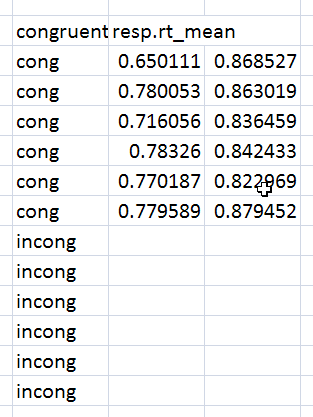 congruent resp.rt_mean
cong 0.650111 0.868527
cong 0.780053 0.863019
cong 0.716056 0.836459
cong 0.78326 0.842433
cong 0.770187 0.822969
cong 0.779589 0.879452
incong
incong
incong
incong
incong
incong